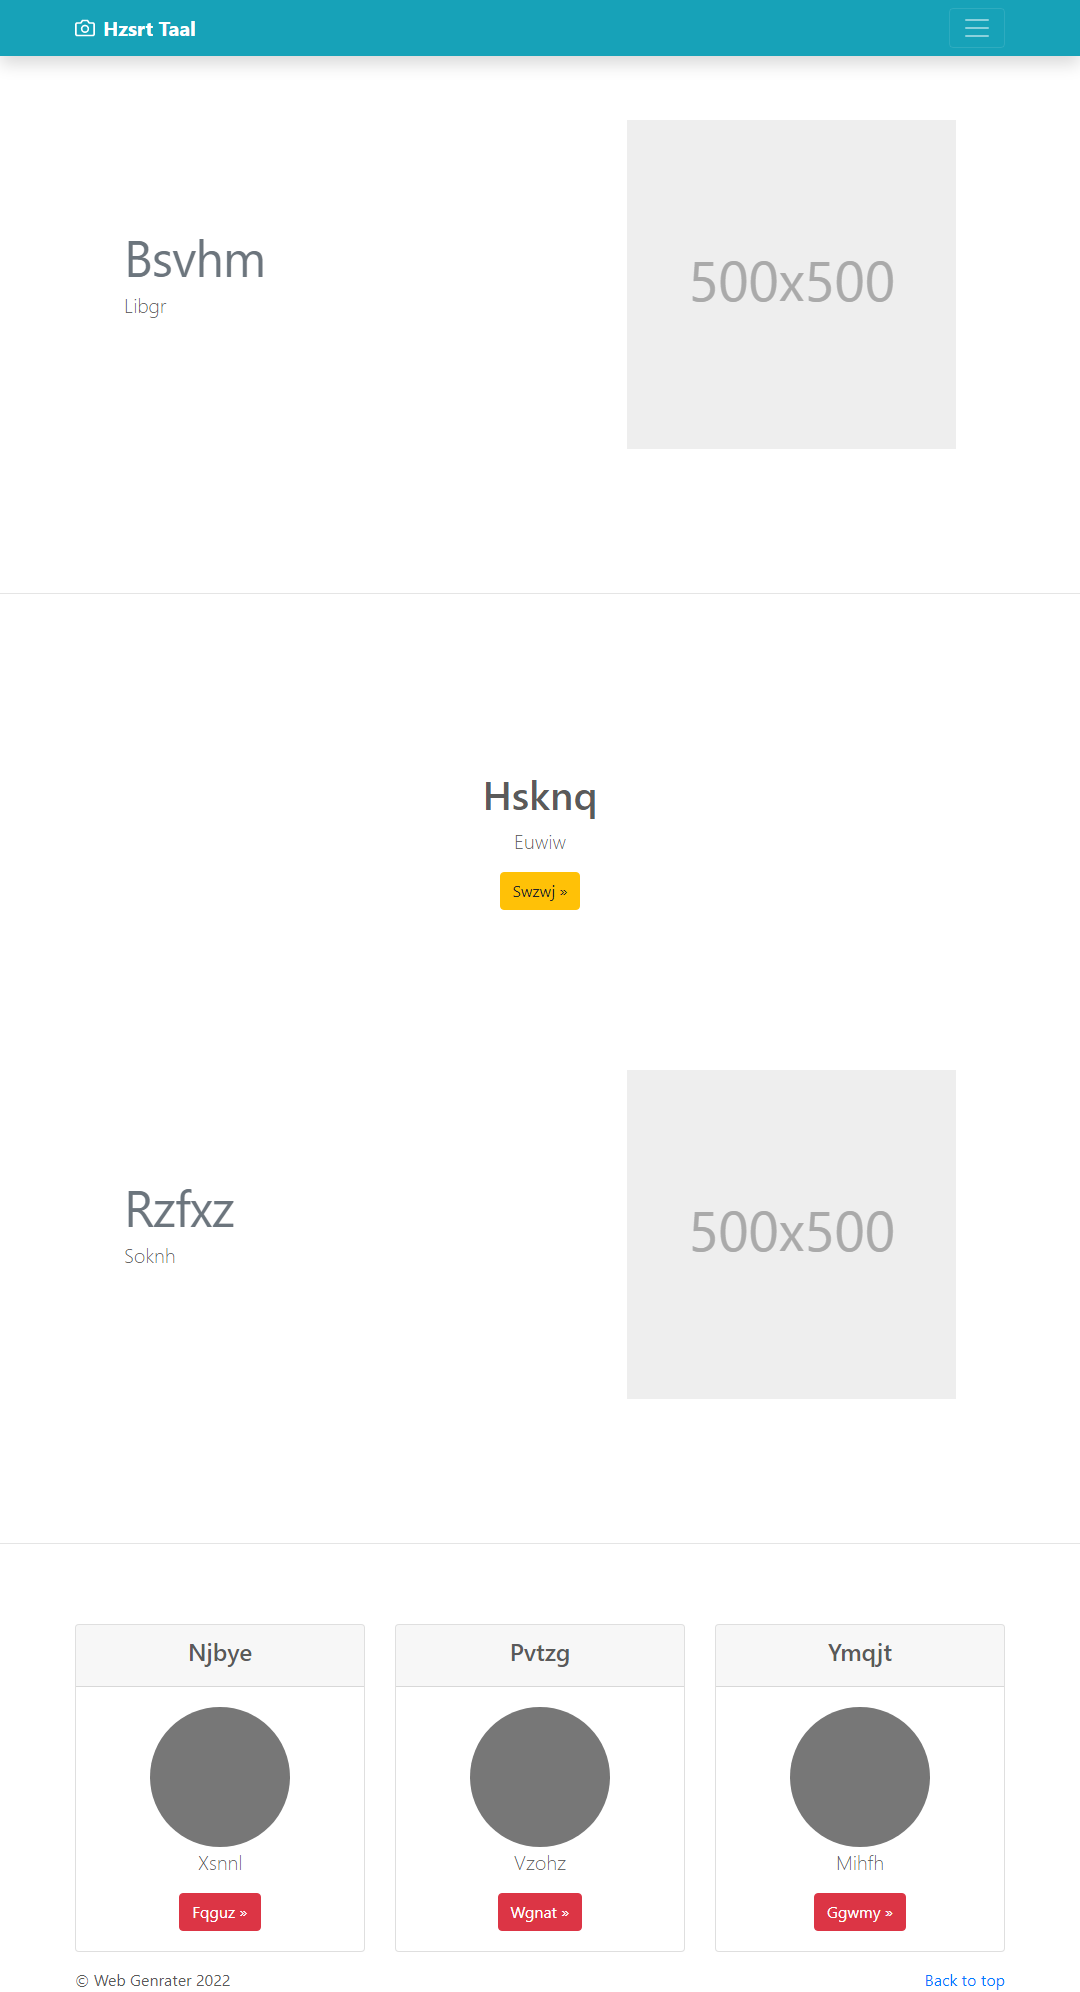 Hzsrt Taal
Bsvhm
Libgr
500x500
Hsknq
Euwiw
Swzwj »
Rzfxz
Soknh
500x500
Njbye
Pvtzg
Ymqjt
Xsnnl
Vzohz
Mihfh
Fqguz »
Wgnat »
Ggwmy »
© Web Genrater 2022
Back to top